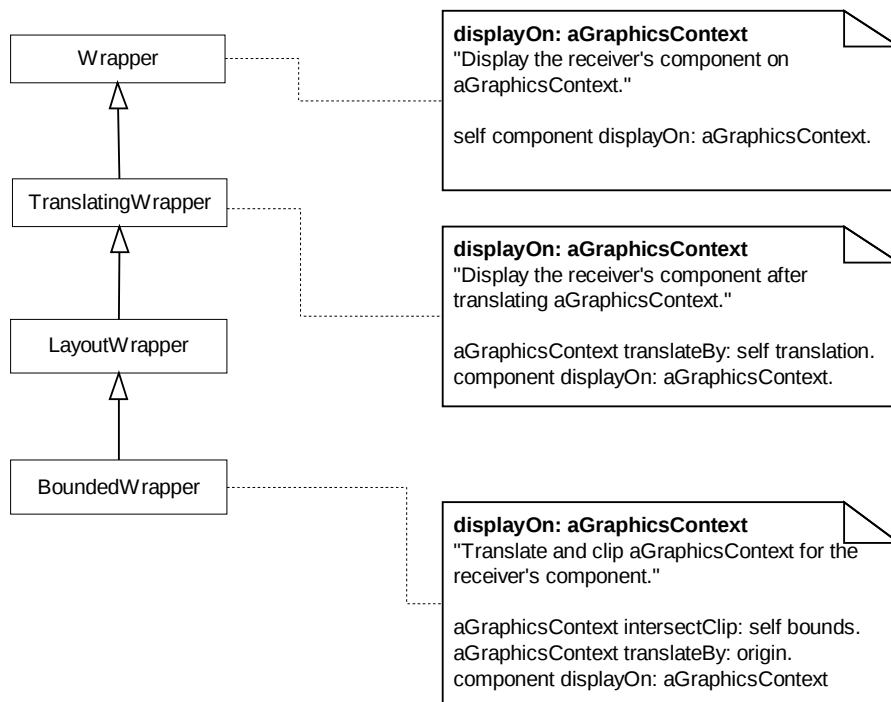 Wrapper
TranslatingWrapper
LayoutWrapper
BoundedWrapper
displayOn: aGraphicsContext
"Display the receiver's component on
aGraphicsContext."
self component displayOn: aGraphicsContext.
displayOn: aGraphicsContext
"Display the receiver's component after
translating aGraphicsContext."
aGraphicsContext translateBy: self translation.
component displayOn: aGraphicsContext.
displayOn: aGraphicsContext
"Translate and clip aGraphicsContext for the
receiver's component."
aGraphicsContext intersectClip: self bounds.
aGraphicsContext translateBy: origin.
component displayOn: aGraphicsContext